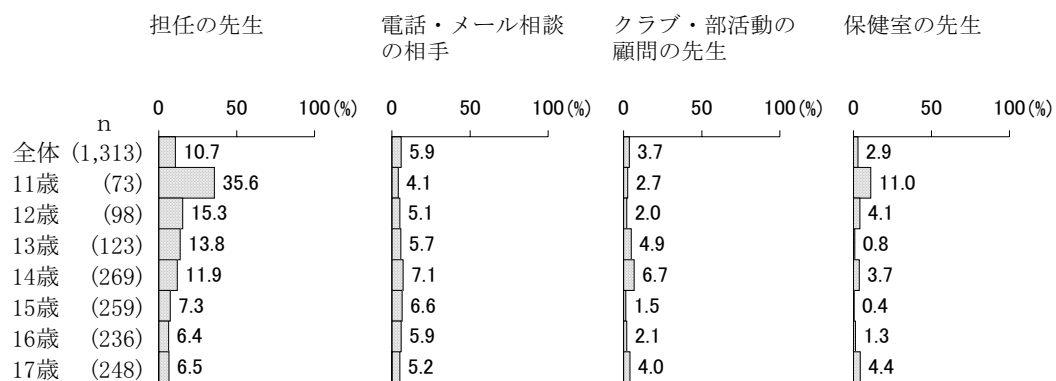 担任の先生 電話・メール相談の相手 クラブ・部活動の顧問の先生 保健室の先生
0 50 100(%) 0 50 100(%) 0 50 100(%) 0 50 100(%)
n
全体 (1,313) 10.7 5.9 3.7 2.9
11歳 (73) 35.6 4.1 2.7 11.0
12歳 (98) 15.3 5.1 2.0 4.1
13歳 (123) 13.8 5.7 4.9 0.8
14歳 (269) 11.9 7.1 6.7 3.7
15歳 (259) 7.3 6.6 1.5 0.4
16歳 (236) 6.4 5.9 2.1 1.3
17歳 (248) 6.5 5.2 4.0 4.4